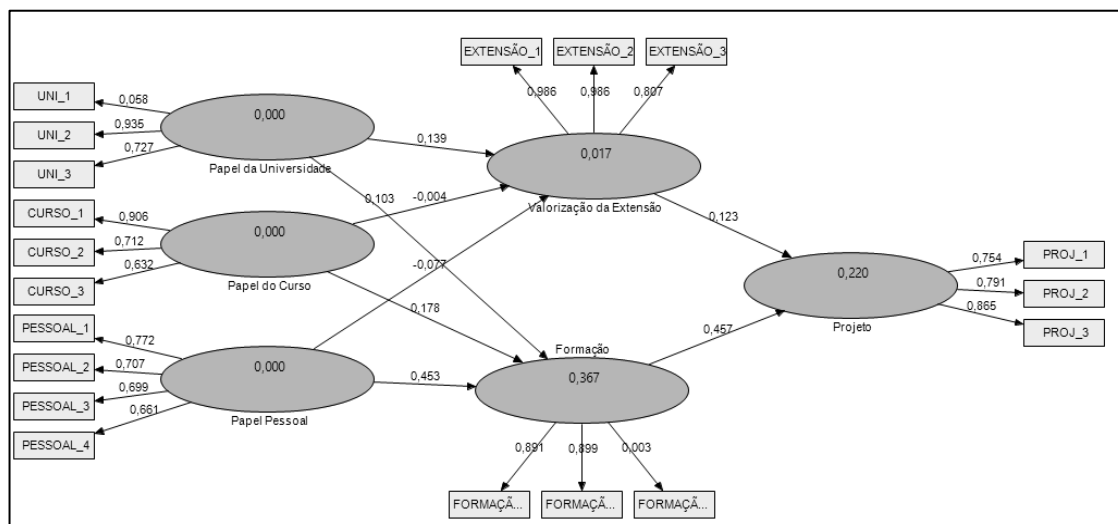 EXTENSÃO_1
EXTENSÃO_2
EXTENSÃO_3
0,986
0,986
0,807
UNI_1
UNI_2
UNI_3
0,058
0,935
0,727
0,000
Papel da Universidade
0,139
0,103
0,017
Valorização da Extensão
CURSO_1
CURSO_2
CURSO_3
0,906
0,712
0,632
0,000
Papel do Curso
-0,004
0,178
0,123
-0,077
PESSOAL_1
PESSOAL_2
PESSOAL_3
PESSOAL_4
0,772
0,707
0,699
0,661
0,000
Papel Pessoal
0,453
Formação
0,367
0,457
0,220
Projeto
0,754
0,791
0,865
PROJ_1
PROJ_2
PROJ_3
0,891
0,899
0,003
FORMAÇÃ...
FORMAÇÃ...
FORMAÇÃ...